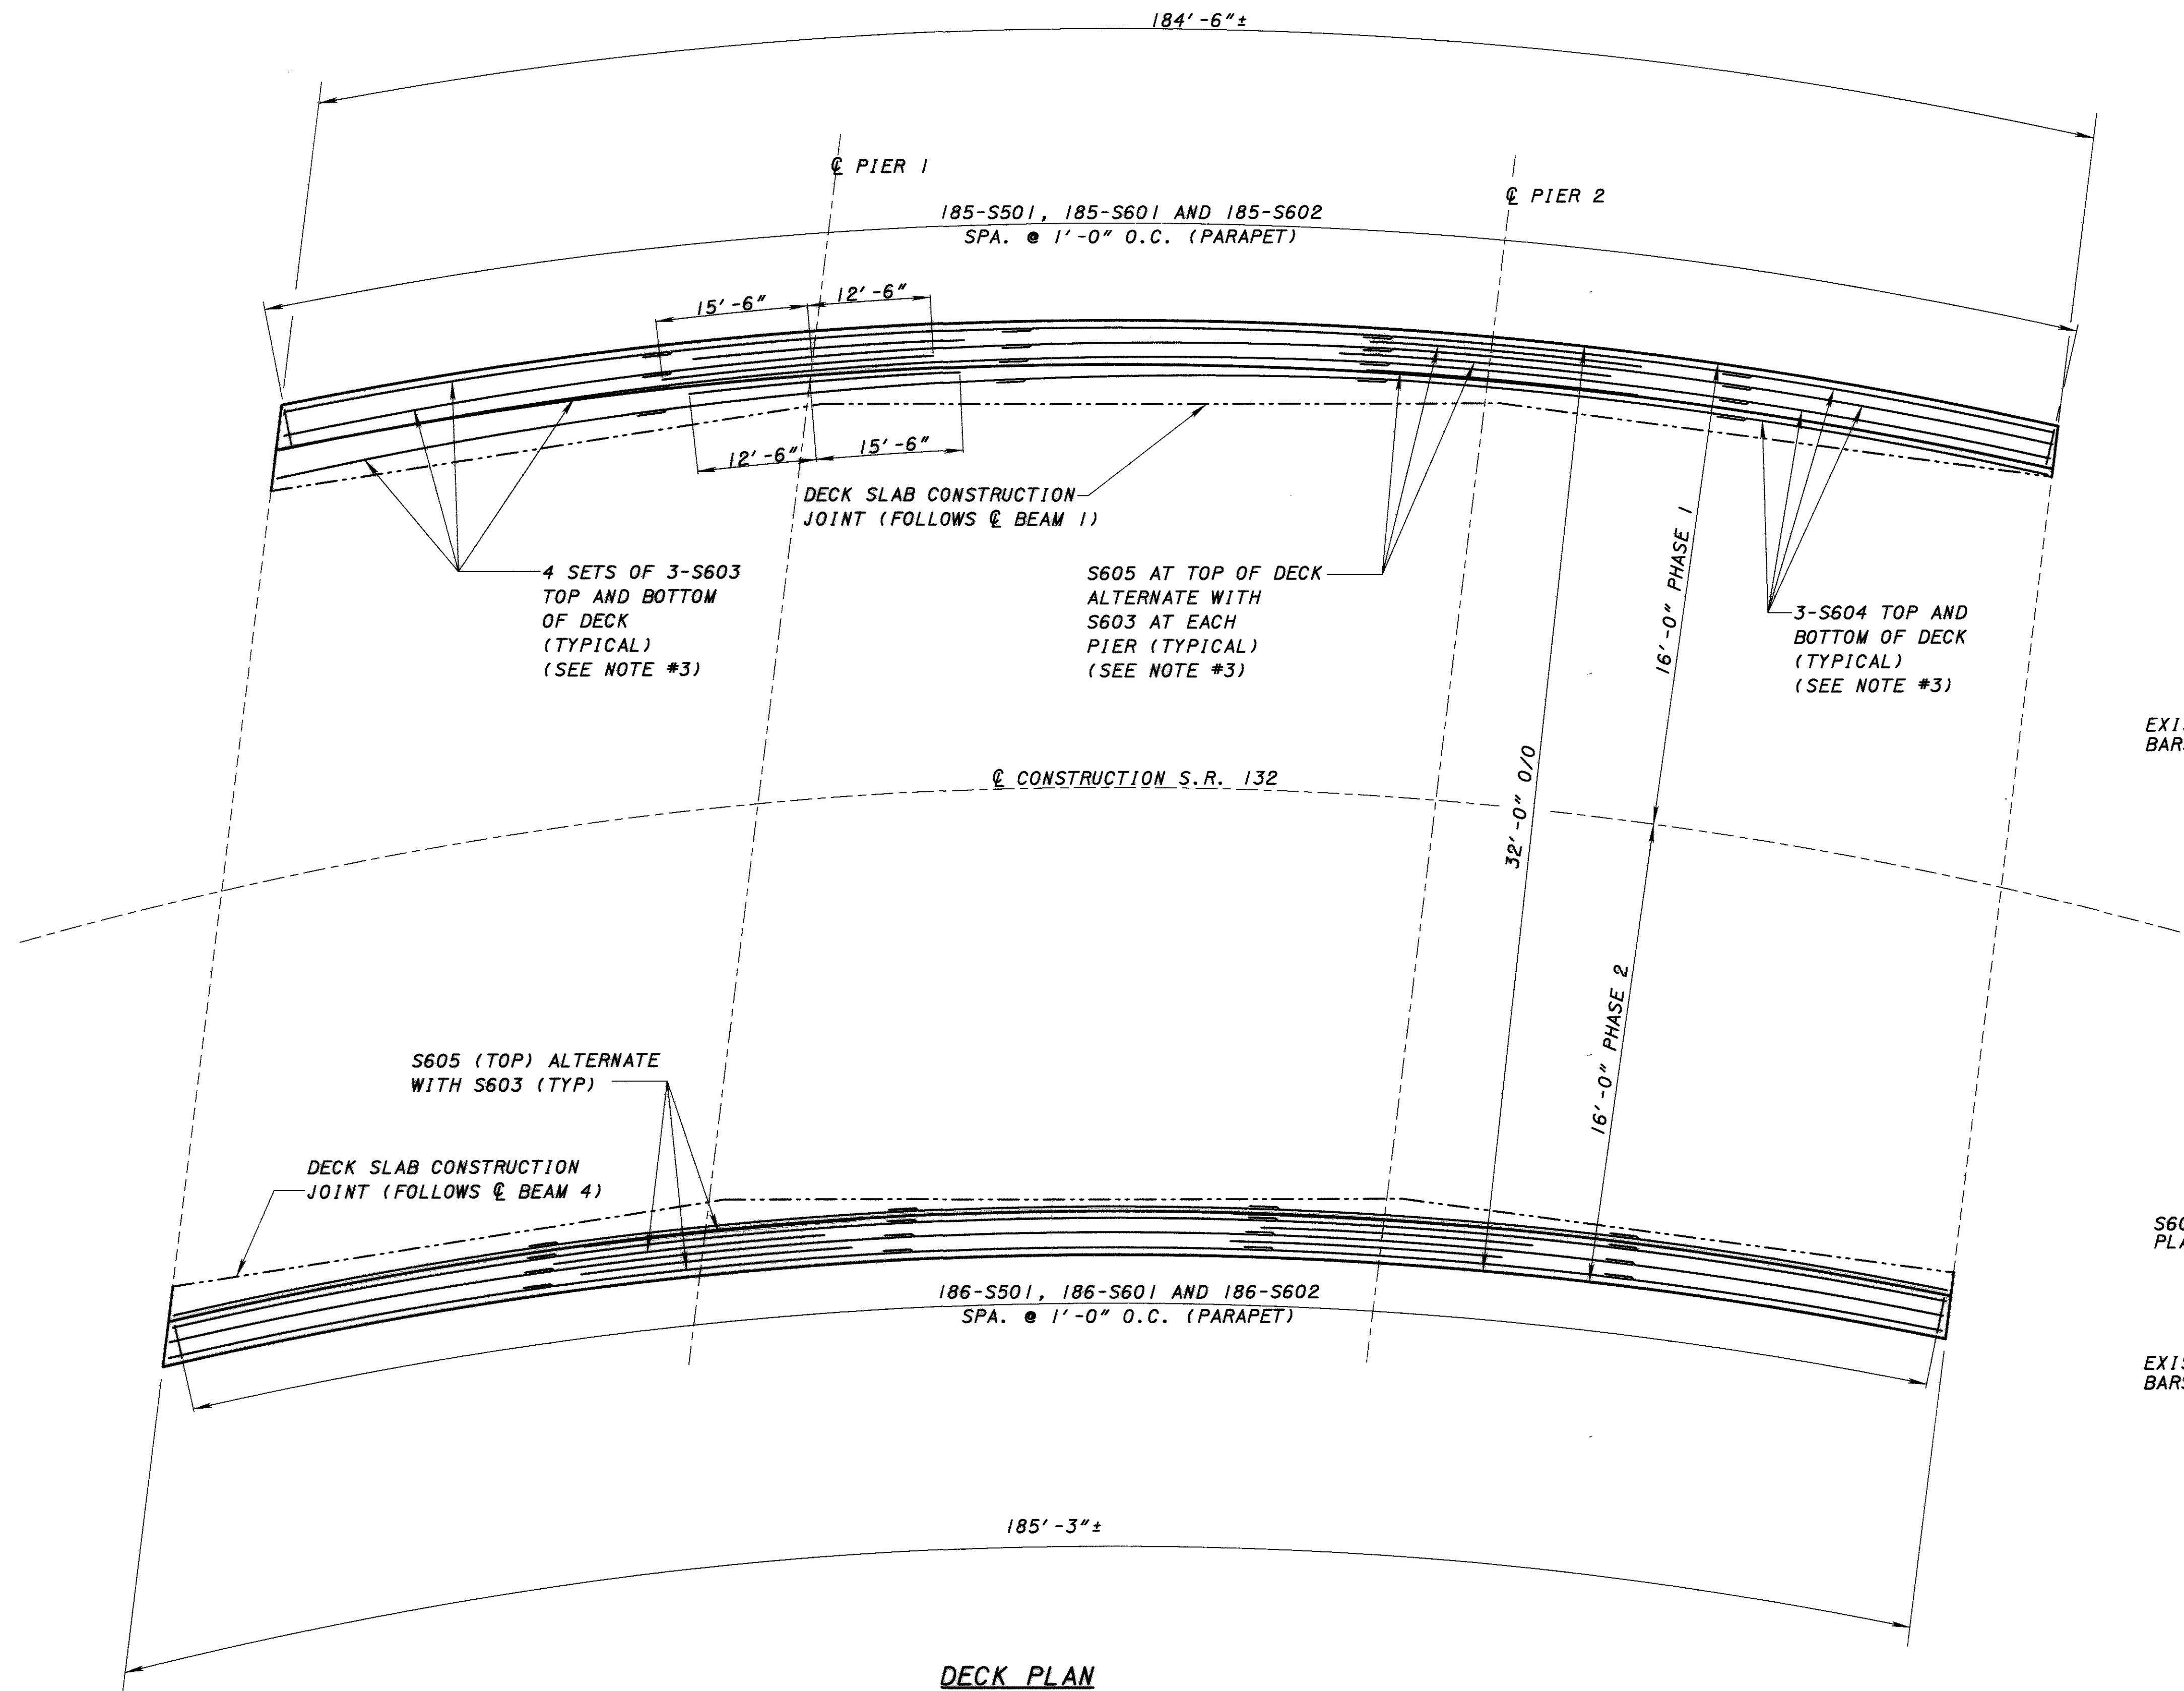 184'-6"±
℄ PIER 1
℄ PIER 2
185-S501, 185-S601 AND 185-S602
SPA. @ 1'-0" O.C. (PARAPET)
15'-6"
12'-6"
12'-6"
15'-6"
DECK SLAB CONSTRUCTION
JOINT (FOLLOWS ℄ BEAM 1)
4 SETS OF 3-S603
TOP AND BOTTOM
OF DECK
(TYPICAL)
(SEE NOTE #3)
S605 AT TOP OF DECK
ALTERNATE WITH
S603 AT EACH
PIER (TYPICAL)
(SEE NOTE #3)
16'-0" PHASE 1
3-S604 TOP AND
BOTTOM OF DECK
(TYPICAL)
(SEE NOTE #3)
℄ CONSTRUCTION S.R. 132
32'-0" O/O
16'-0" PHASE 2
S605 (TOP) ALTERNATE
WITH S603 (TYP)
DECK SLAB CONSTRUCTION
JOINT (FOLLOWS ℄ BEAM 4)
186-S501, 186-S601 AND 186-S602
SPA. @ 1'-0" O.C. (PARAPET)
185'-3"±
DECK PLAN